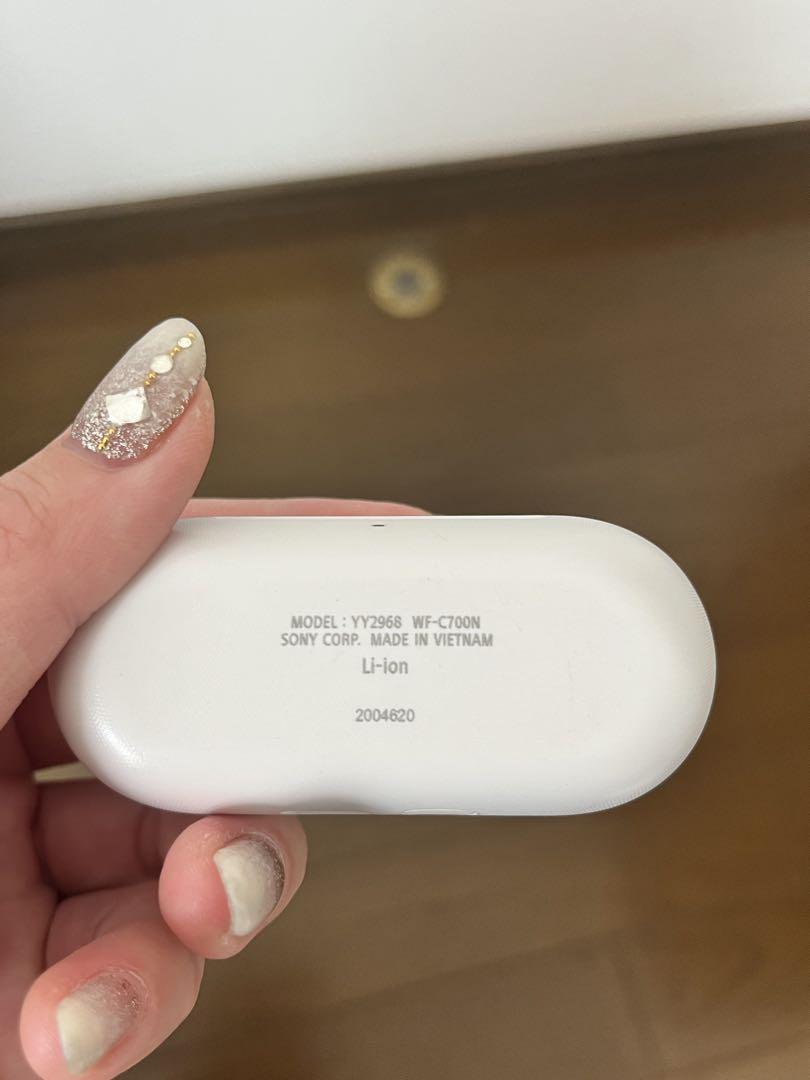 MODEL : YY2968 WF-C700N
SONY CORP. MADE IN VIETNAM
Li-ion
2004620